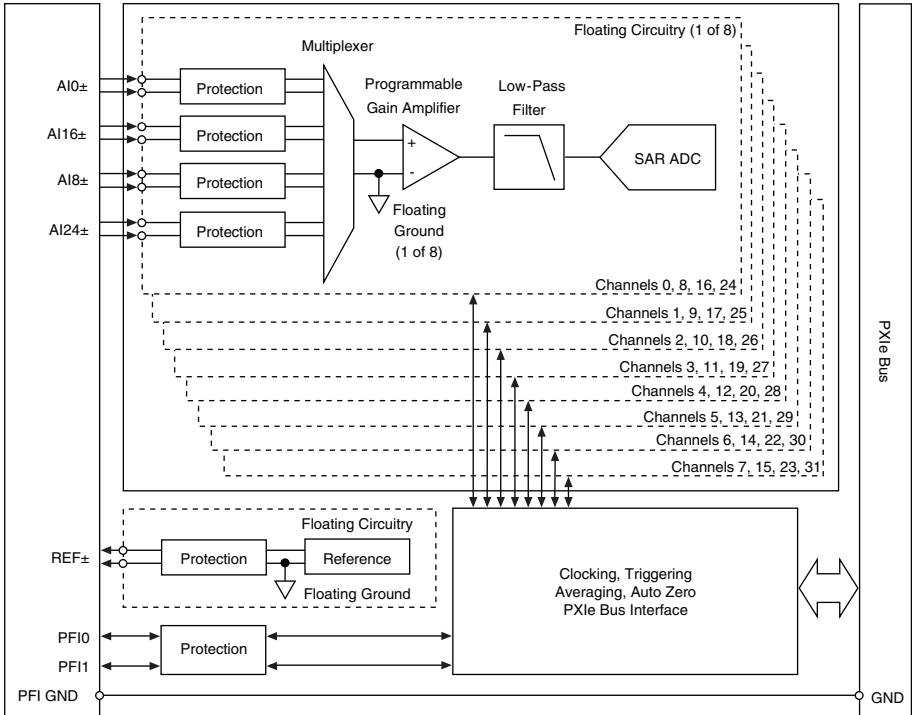 Floating Circuitry (1 of 8)
Multiplexer
AI0±
Protection
Programmable
Gain Amplifier
Low-Pass
Filter
AI16±
Protection
+
-
SAR ADC
AI8±
Protection
AI24±
Protection
Floating
Ground
(1 of 8)
Channels 0, 8, 16, 24
Channels 1, 9, 17, 25
Channels 2, 10, 18, 26
Channels 3, 11, 19, 27
Channels 4, 12, 20, 28
Channels 5, 13, 21, 29
Channels 6, 14, 22, 30
Channels 7, 15, 23, 31
PXIe Bus
Floating Circuitry
REF±
Protection
Reference
Floating Ground
Clocking, Triggering
Averaging, Auto Zero
PXIe Bus Interface
PFI0
PFI1
Protection
PFI GND
GND